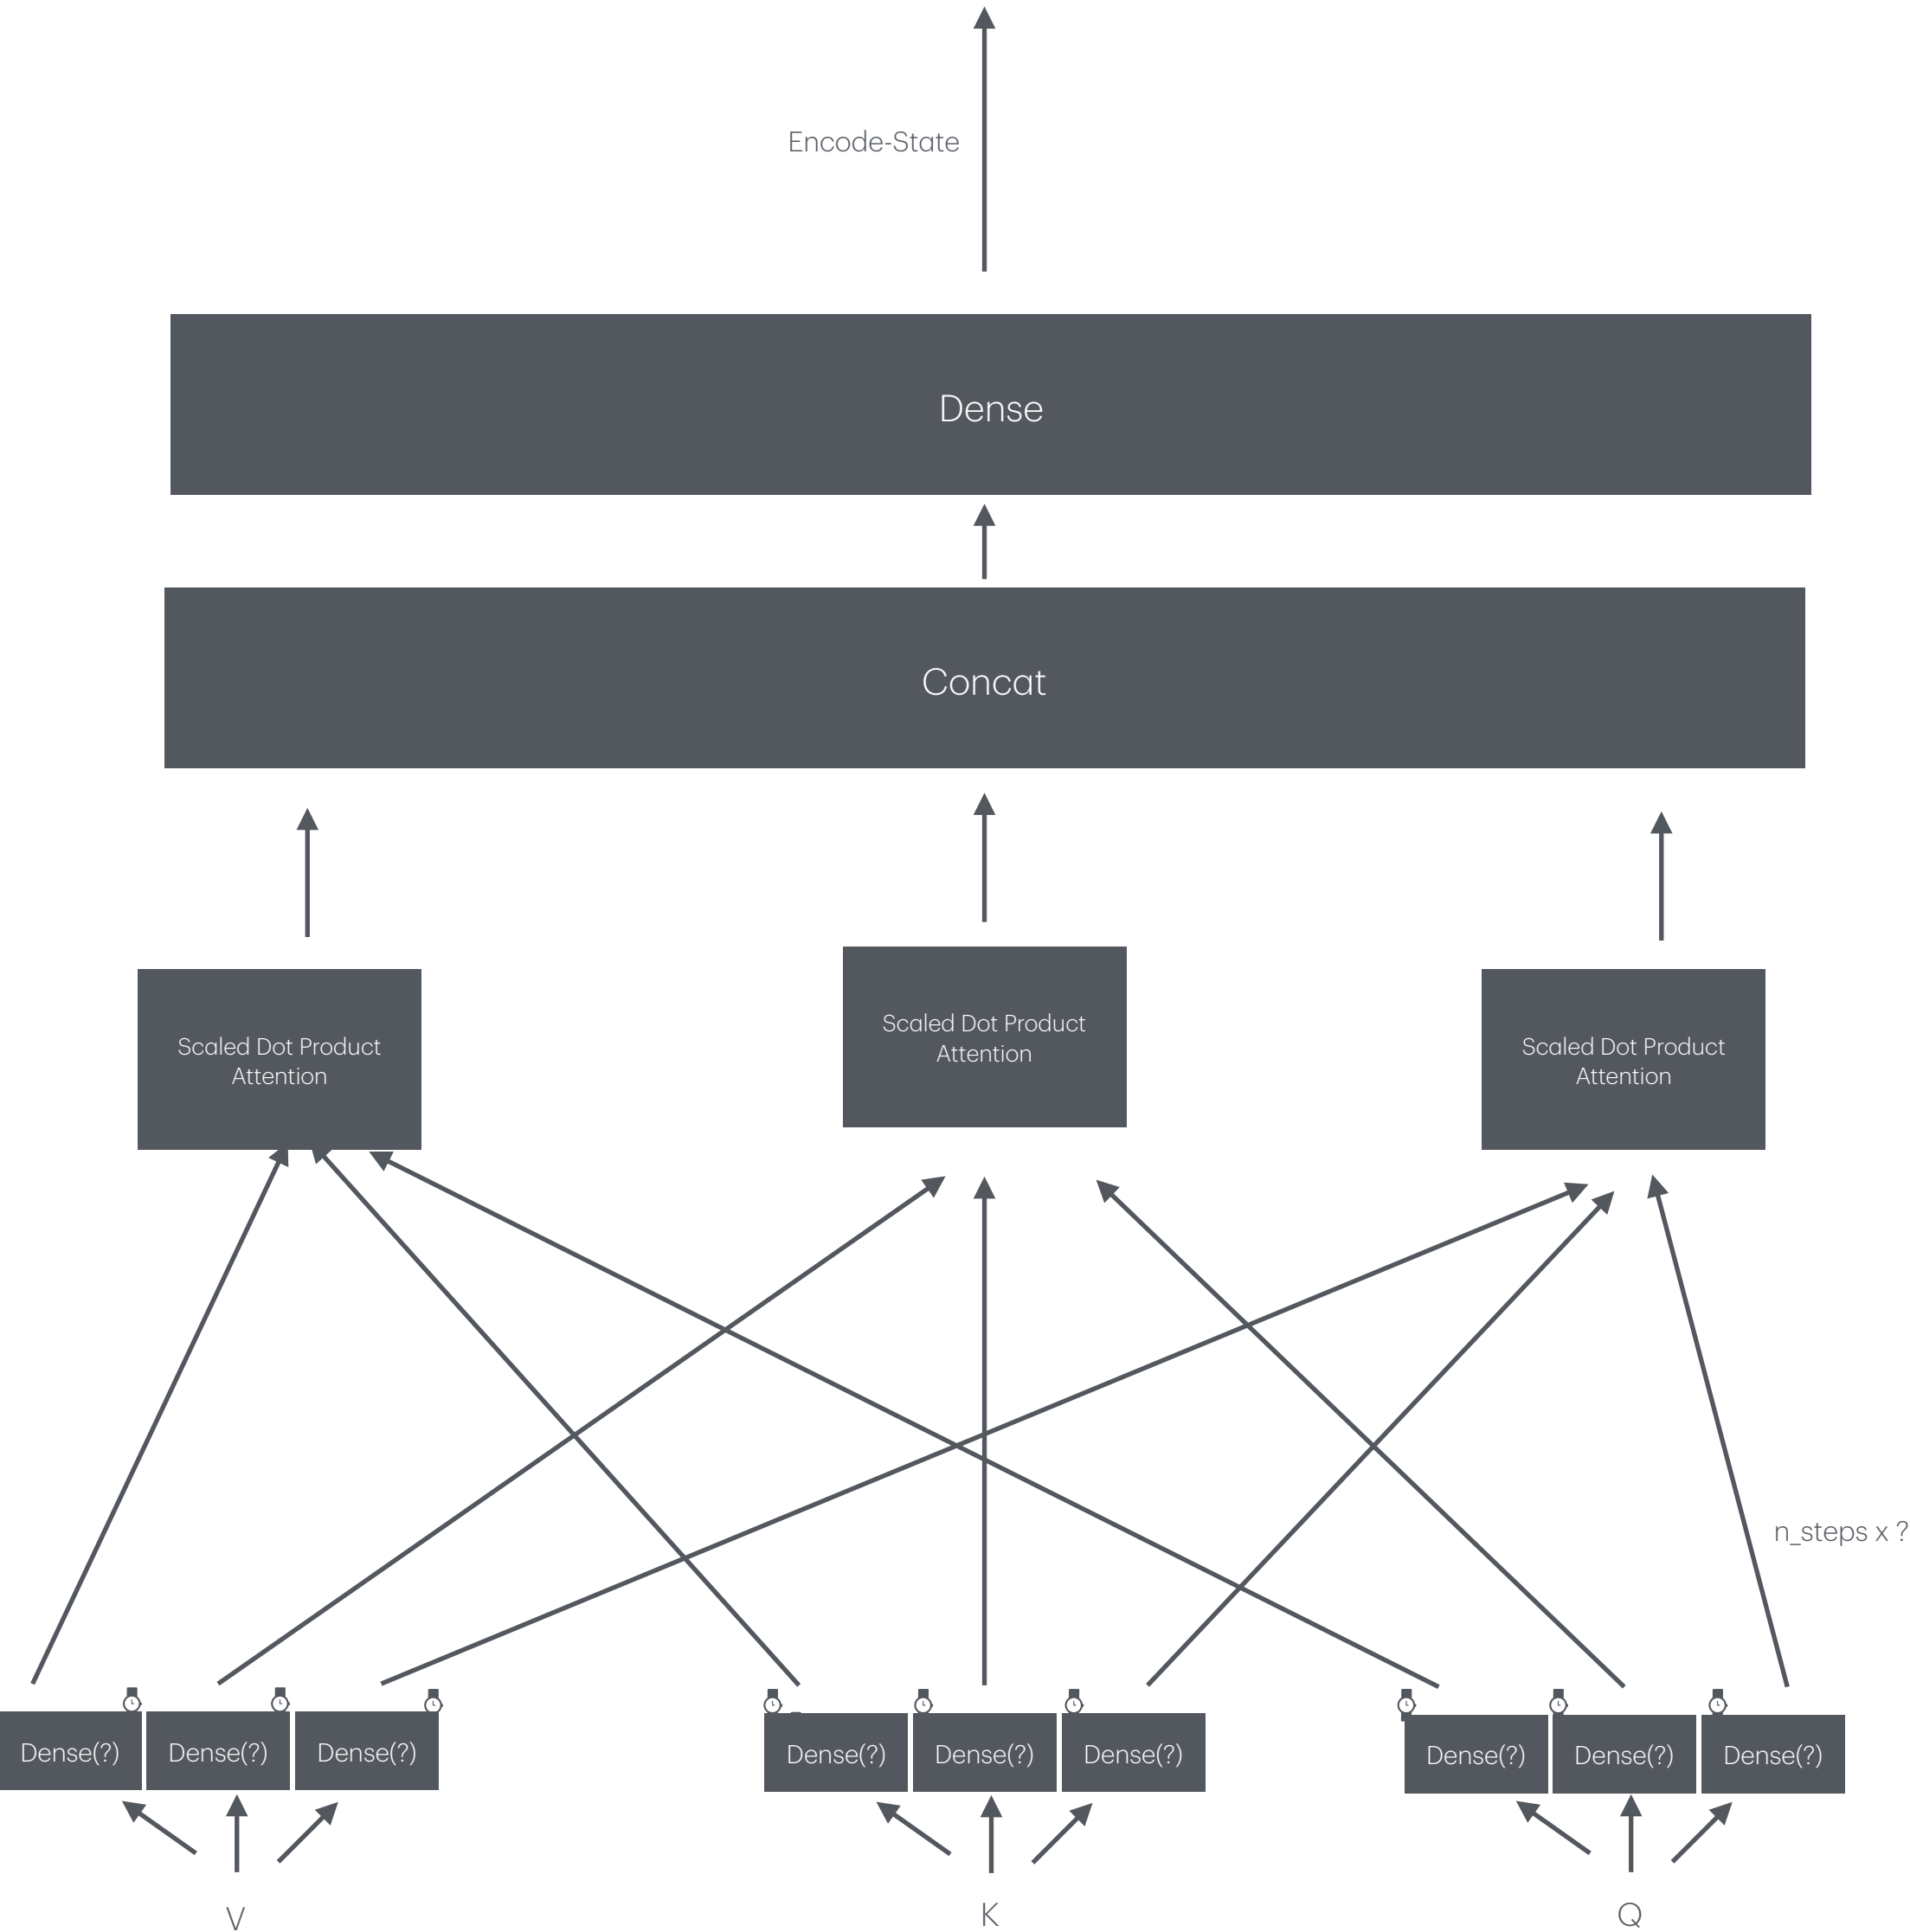 Encode-State
Dense
Concat
Scaled Dot Product
Attention
Scaled Dot Product
Attention
Scaled Dot Product
Attention
n_steps x ?
Dense(?)
Dense(?)
Dense(?)
Dense(?)
Dense(?)
Dense(?)
Dense(?)
Dense(?)
Dense(?)
V
K
Q